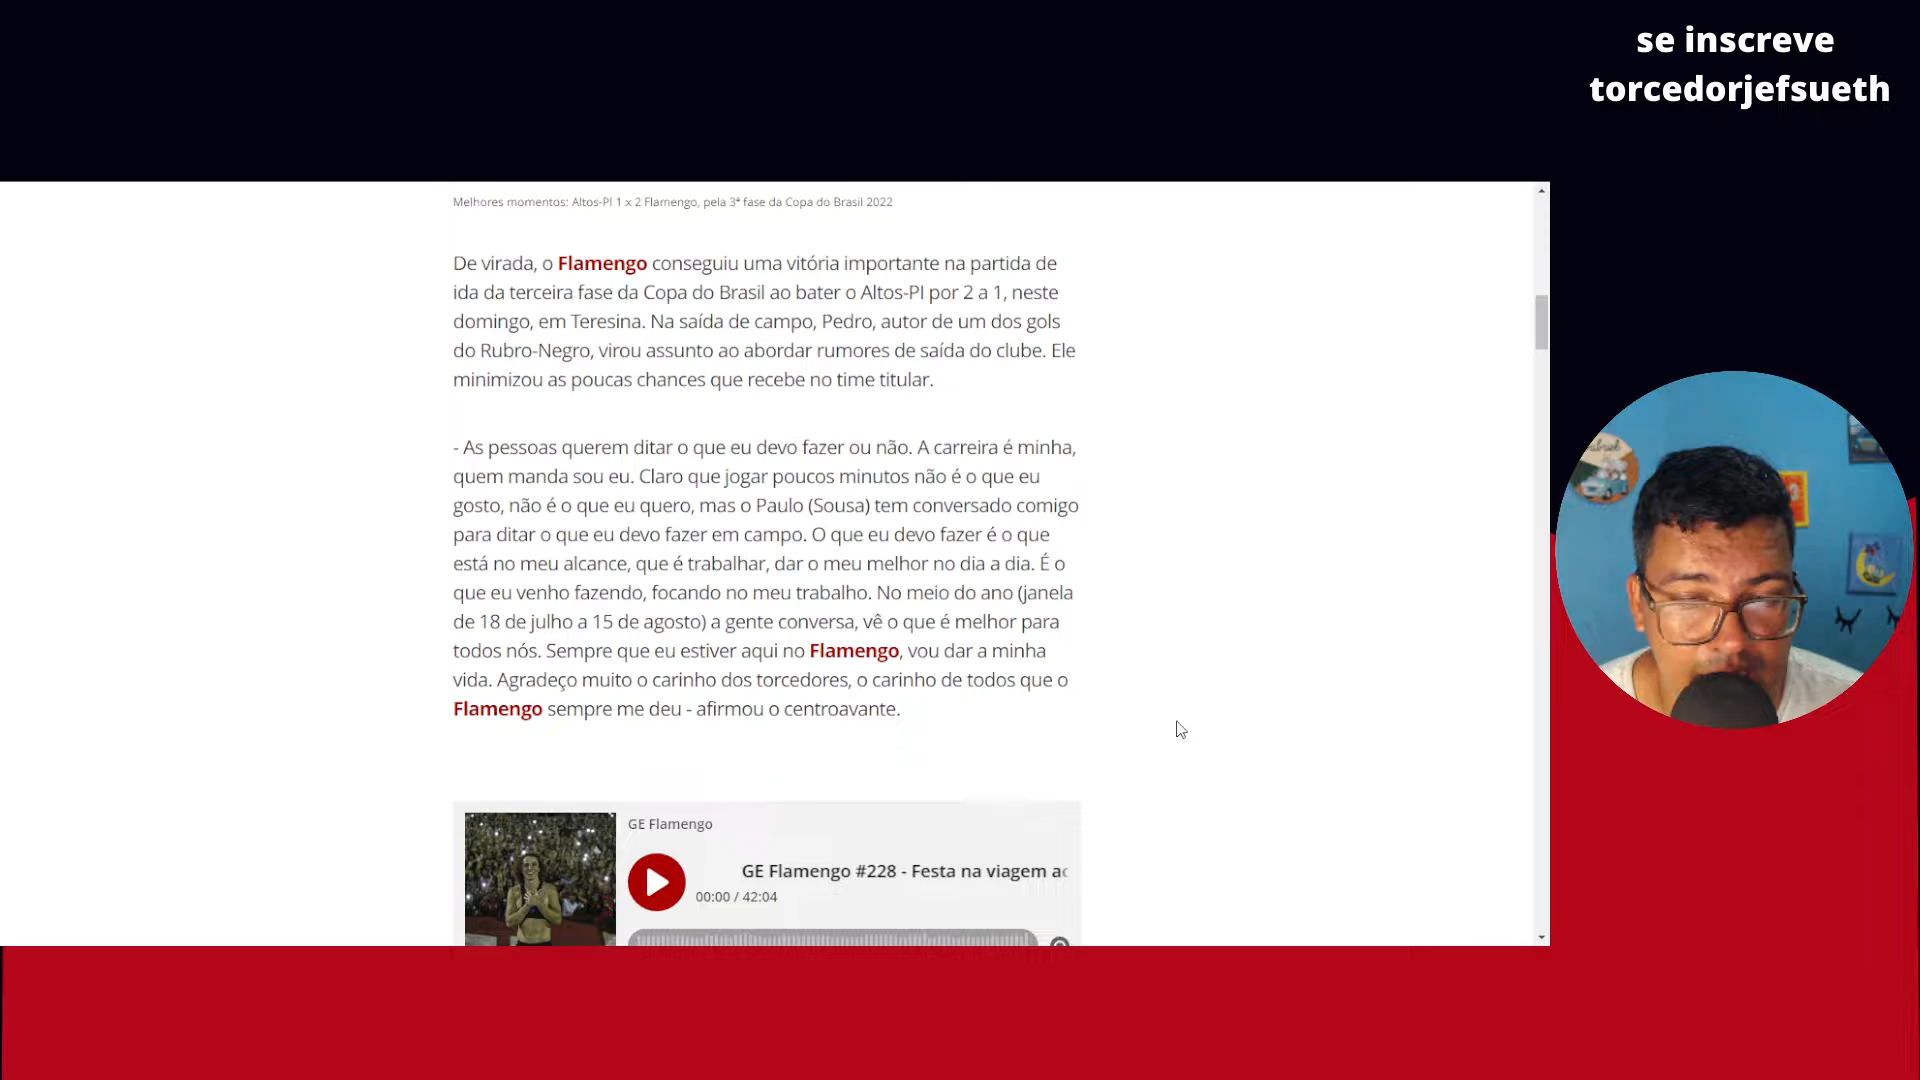 se inscreve
torcedorjefsueth
Melhores momentos: Altos-PI 1 x 2 Flamengo, pela 3ª fase da Copa do Brasil 2022
De virada, o Flamengo conseguiu uma vitória importante na partida de
ida da terceira fase da Copa do Brasil ao bater o Altos-PI por 2 a 1, neste
domingo, em Teresina. Na saída de campo, Pedro, autor de um dos gols
do Rubro-Negro, virou assunto ao abordar rumores de saída do clube. Ele
minimizou as poucas chances que recebe no time titular.
- As pessoas querem ditar o que eu devo fazer ou não. A carreira é minha,
quem manda sou eu. Claro que jogar poucos minutos não é o que eu
gosto, não é o que eu quero, mas o Paulo (Sousa) tem conversado comigo
para ditar o que eu devo fazer em campo. O que eu devo fazer é o que
está no meu alcance, que é trabalhar, dar o meu melhor no dia a dia. É o
que eu venho fazendo, focando no meu trabalho. No meio do ano (janela
de 18 de julho a 15 de agosto) a gente conversa, vê o que é melhor para
todos nós. Sempre que eu estiver aqui no Flamengo, vou dar a minha
vida. Agradeço muito o carinho dos torcedores, o carinho de todos que o
Flamengo sempre me deu - afirmou o centroavante.
GE Flamengo
GE Flamengo #228 - Festa na viagem
00:00 / 42:04